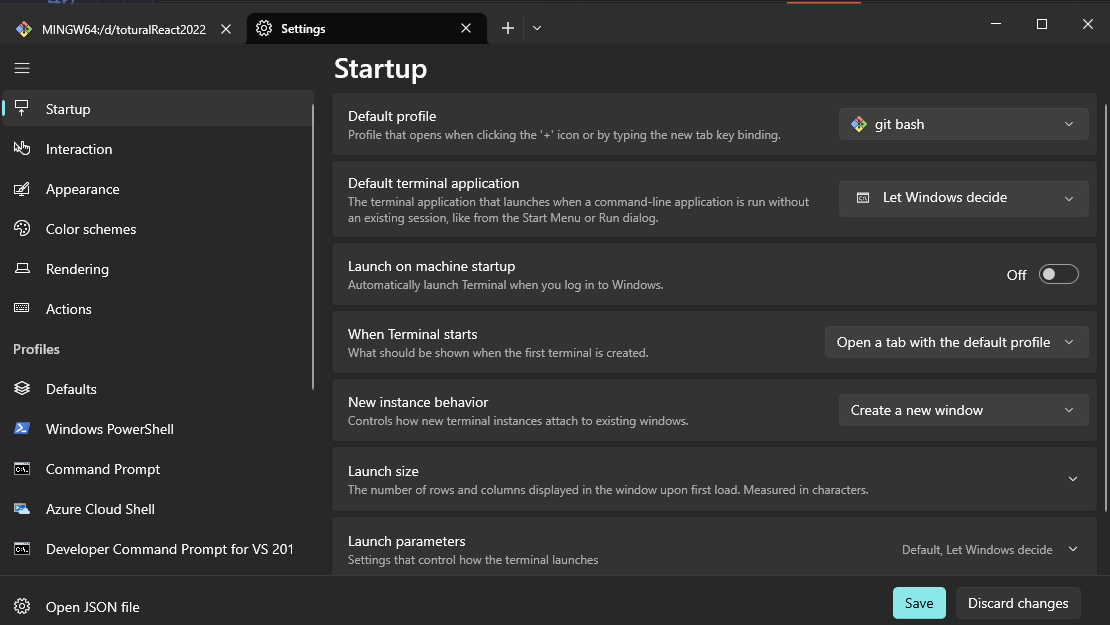 MINGW64:/d/toturalReact2022
Settings
Startup
Interaction
Appearance
Color schemes
Rendering
Actions
Profiles
Defaults
Windows PowerShell
Command Prompt
Azure Cloud Shell
Developer Command Prompt for VS 201
Open JSON file
Startup
Default profile
Profile that opens when clicking the '+' icon or by typing the new tab key binding.
git bash
Default terminal application
The terminal application that launches when a command-line application is run without
an existing session, like from the Start Menu or Run dialog.
Let Windows decide
Launch on machine startup
Automatically launch Terminal when you log in to Windows.
Off
When Terminal starts
What should be shown when the first terminal is created.
Open a tab with the default profile
New instance behavior
Controls how new terminal instances attach to existing windows.
Create a new window
Launch size
The number of rows and columns displayed in the window upon first load. Measured in characters.
Launch parameters
Settings that control how the terminal launches
Default, Let Windows decide
Save
Discard changes